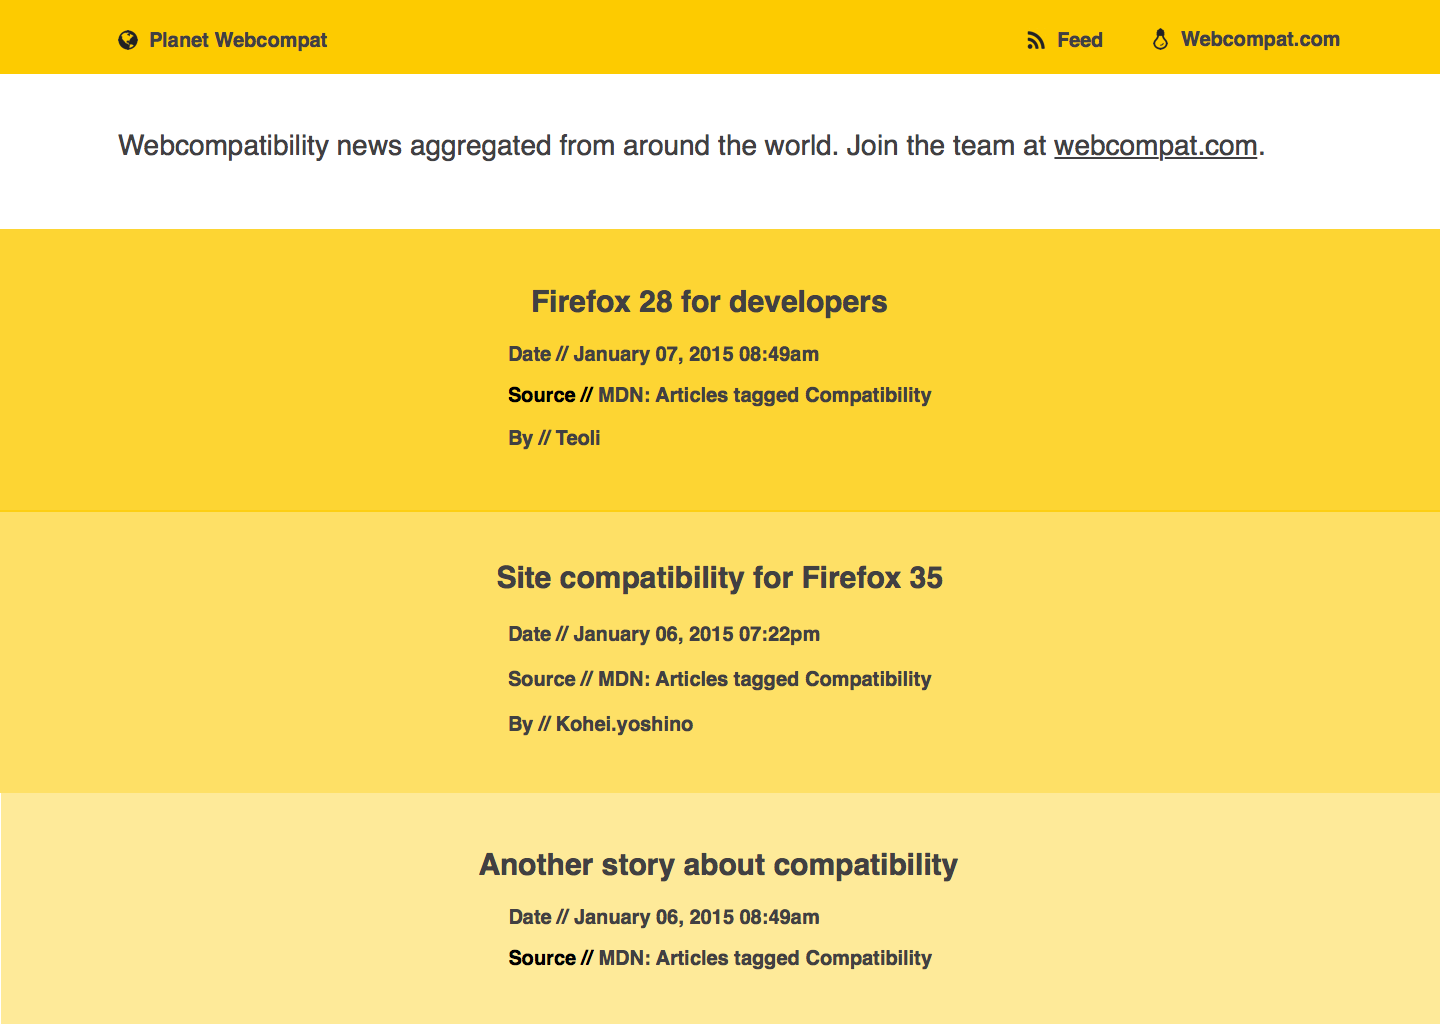 Planet Webcompat
Feed
Webcompat.com
Webcompatibility news aggregated from around the world. Join the team at webcompat.com.
Firefox 28 for developers
Date // January 07, 2015 08:49am
Source // MDN: Articles tagged Compatibility
By // Teoli
Site compatibility for Firefox 35
Date // January 06, 2015 07:22pm
Source // MDN: Articles tagged Compatibility
By // Kohei.yoshino
Another story about compatibility
Date // January 06, 2015 08:49am
Source // MDN: Articles tagged Compatibility